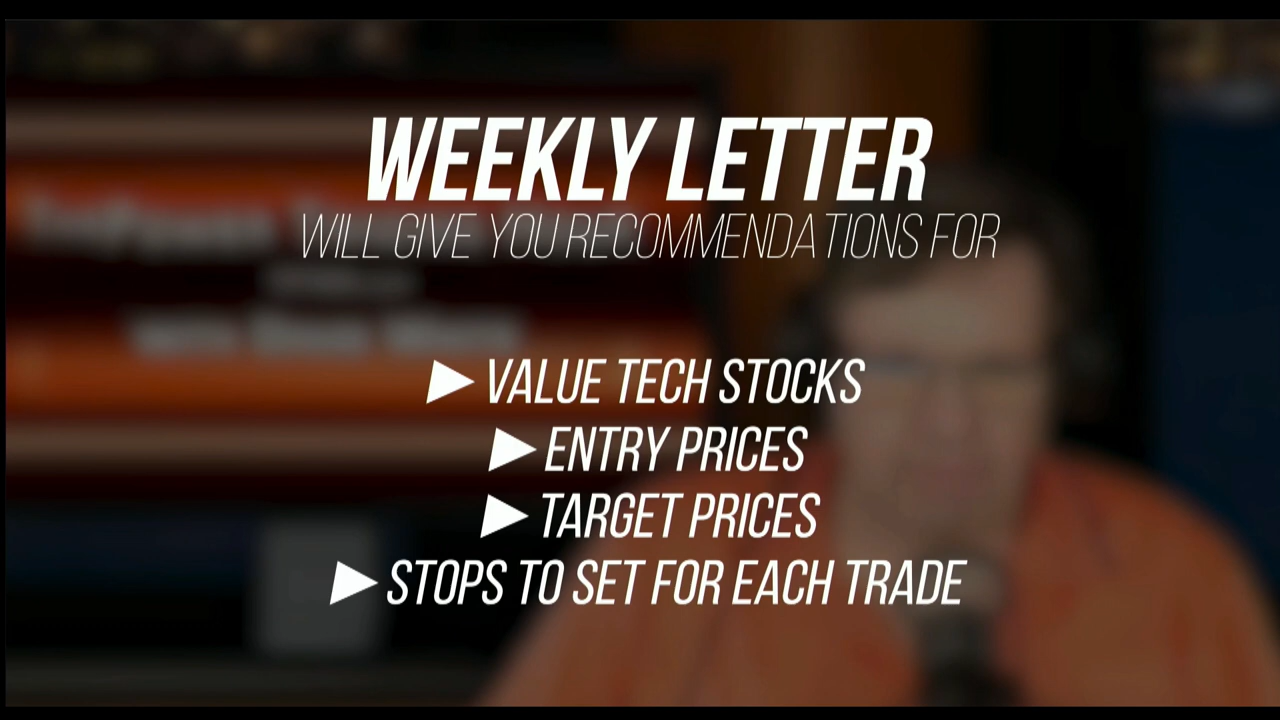 WEEKLY LETTER
WILL GIVE YOU RECOMMENDATIONS FOR
▶ VALUE TECH STOCKS
▶ ENTRY PRICES
▶ TARGET PRICES
▶ STOPS TO SET FOR EACH TRADE